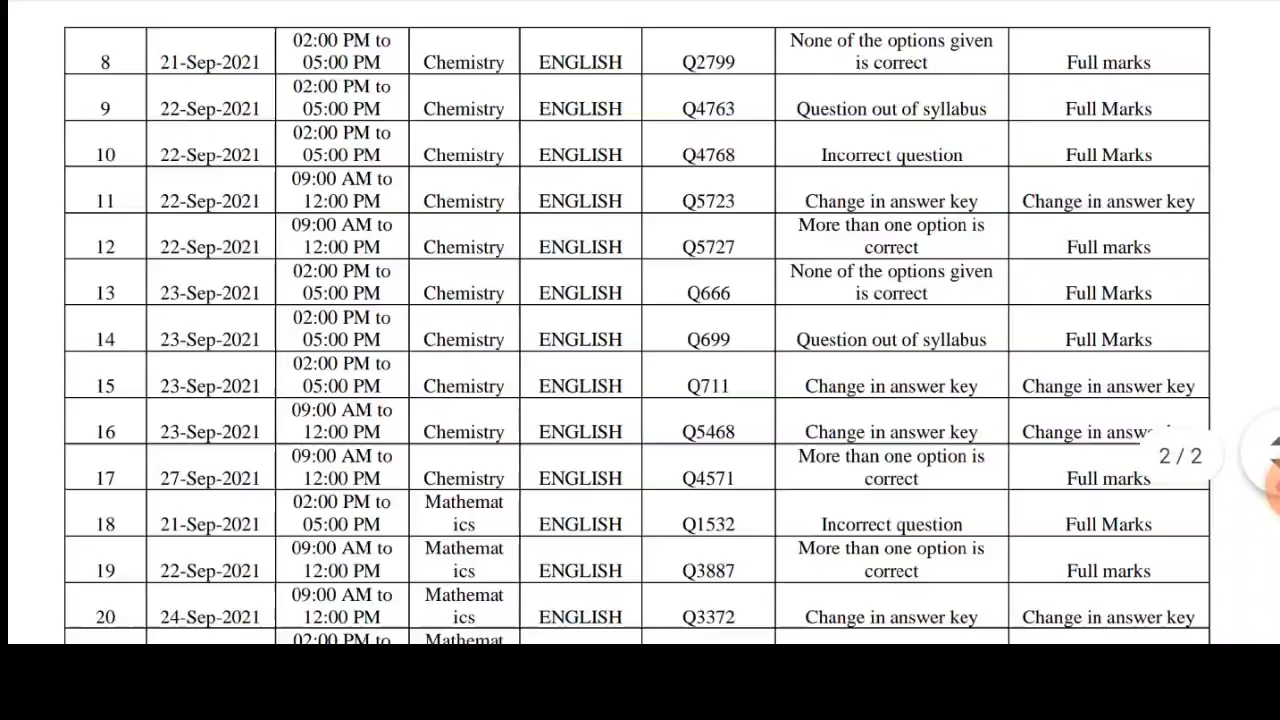 02:00 PM to None of the options given
8 21-Sep-2021 05:00 PM Chemistry ENGLISH Q2799 is correct Full marks
02:00 PM to
9 22-Sep-2021 05:00 PM Chemistry ENGLISH Q4763 Question out of syllabus Full Marks
02:00 PM to
10 22-Sep-2021 05:00 PM Chemistry ENGLISH Q4768 Incorrect question Full Marks
09:00 AM to
11 22-Sep-2021 12:00 PM Chemistry ENGLISH Q5723 Change in answer key Change in answer key
09:00 AM to More than one option is
12 22-Sep-2021 12:00 PM Chemistry ENGLISH Q5727 correct Full marks
02:00 PM to None of the options given
13 23-Sep-2021 05:00 PM Chemistry ENGLISH Q666 is correct Full Marks
02:00 PM to
14 23-Sep-2021 05:00 PM Chemistry ENGLISH Q699 Question out of syllabus Full Marks
02:00 PM to
15 23-Sep-2021 05:00 PM Chemistry ENGLISH Q711 Change in answer key Change in answer key
09:00 AM to
16 23-Sep-2021 12:00 PM Chemistry ENGLISH Q5468 Change in answer key Change in answ
09:00 AM to More than one option is 2 / 2
17 27-Sep-2021 12:00 PM Chemistry ENGLISH Q4571 correct Full marks
02:00 PM to Mathemat
18 21-Sep-2021 05:00 PM ics ENGLISH Q1532 Incorrect question Full Marks
09:00 AM to Mathemat More than one option is
19 22-Sep-2021 12:00 PM ics ENGLISH Q3887 correct Full marks
09:00 AM to Mathemat
20 24-Sep-2021 12:00 PM ics ENGLISH Q3372 Change in answer key Change in answer key
02:00 PM to Mathemat